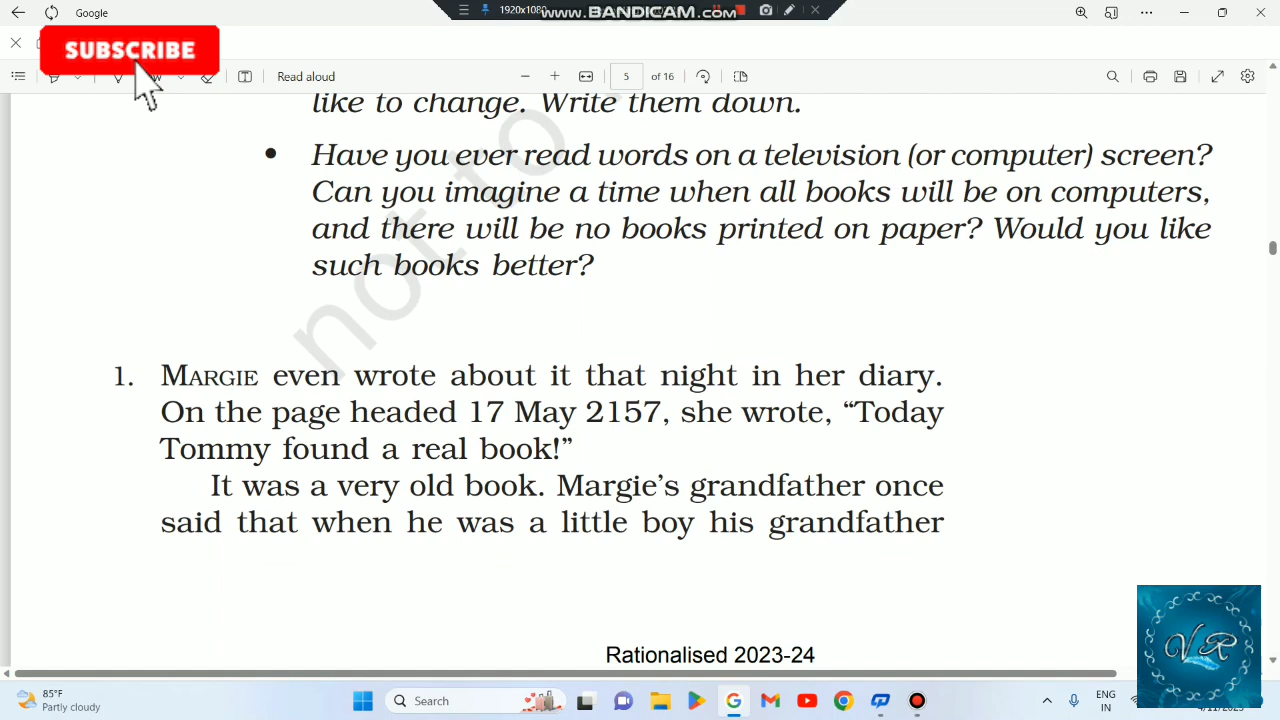 Google
1920x1080
www.BANDICAM.com
SUBSCRIBE
Read aloud
5 of 16
like to change. Write them down.
not to
• Have you ever read words on a television (or computer) screen?
Can you imagine a time when all books will be on computers,
and there will be no books printed on paper? Would you like
such books better?
1. MARGIE even wrote about it that night in her diary.
On the page headed 17 May 2157, she wrote, “Today
Tommy found a real book!”
It was a very old book. Margie’s grandfather once
said that when he was a little boy his grandfather
Rationalised 2023-24
VR
85°F
Partly cloudy
Search
ENG
IN